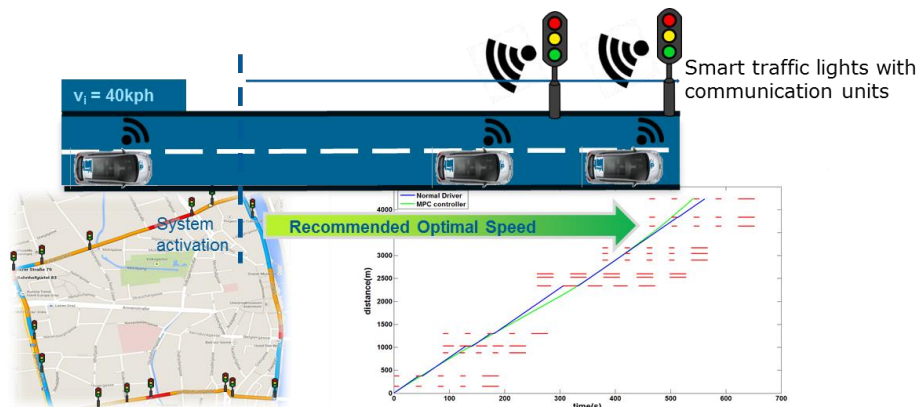 Smart traffic lights with
communication units
vᵢ = 40kph
System
activation
Recommended Optimal Speed
Normal Driver
MPC controller
distance(m)
4000
3500
3000
2500
2000
1500
1000
500
0
0 100 200 300 400 500 600 700
time(s)